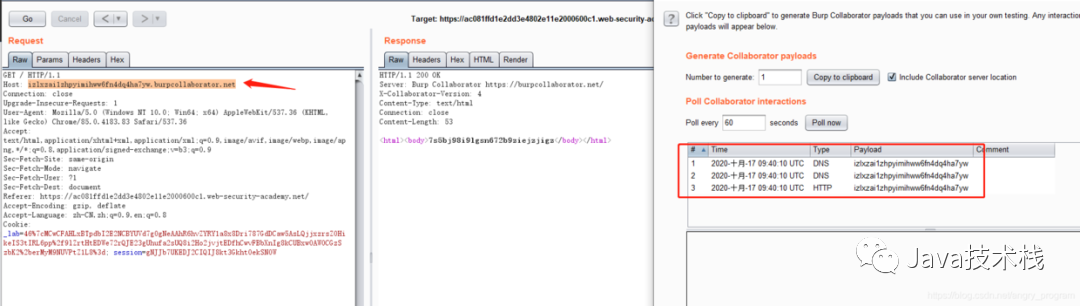 Go
Cancel
< | ▼
> | ▼
Target: https://ac081ffd1e2dd3e4802e11e2000600c1.web-security-ac
Request
Raw Params Headers Hex
GET / HTTP/1.1
Host: izlxzai1zhpyimihww6fn4dq4ha7yw.burpcollaborator.net
Connection: close
Upgrade-Insecure-Requests: 1
User-Agent: Mozilla/5.0 (Windows NT 10.0; Win64; x64) AppleWebKit/537.36 (KHTML,
like Gecko) Chrome/85.0.4183.83 Safari/537.36
Accept:
text/html,application/xhtml+xml,application/xml;q=0.9,image/avif,image/webp,image/ap
ng,*/*;q=0.8,application/signed-exchange;v=b3;q=0.9
Sec-Fetch-Site: same-origin
Sec-Fetch-Mode: navigate
Sec-Fetch-User: ?1
Sec-Fetch-Dest: document
Referer: https://ac081ffd1e2dd3e4802e11e2000600c1.web-security-academy.net/
Accept-Encoding: gzip, deflate
Accept-Language: zh-CN,zh;q=0.9,en;q=0.8
Cookie:
Response
Raw Headers Hex HTML Render
HTTP/1.1 200 OK
Server: Burp Collaborator https://burpcollaborator.net/
X-Collaborator-Version: 4
Content-Type: text/html
Connection: close
Content-Length: 53
<html><body>7s5bj98i91gsn672b9siejzjigz</body></html>
? Click "Copy to clipboard" to generate Burp Collaborator payloads that you can use in your own testing. Any interaction
payloads will appear below.
Generate Collaborator payloads
Number to generate: 1 Copy to clipboard Include Collaborator server location
Poll Collaborator interactions
Poll every 60 seconds Poll now
# Time Type Payload Comment
1 2020-十月-17 09:40:10 UTC DNS izlxzai1zhpyimihww6fn4dq4ha7yw
2 2020-十月-17 09:40:10 UTC DNS izlxzai1zhpyimihww6fn4dq4ha7yw
3 2020-十月-17 09:40:10 UTC HTTP izlxzai1zhpyimihww6fn4dq4ha7yw
Java技术栈